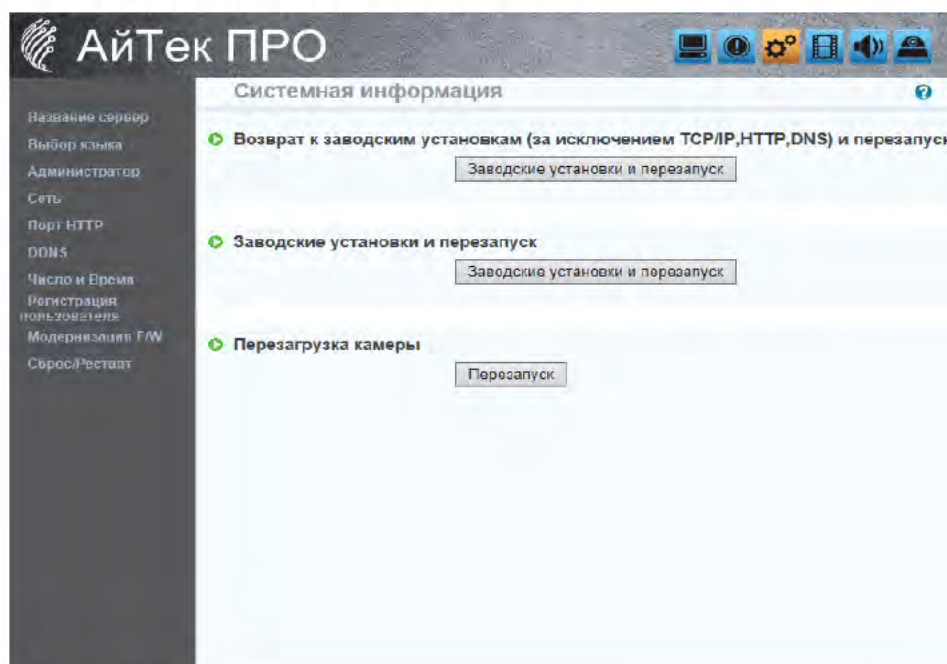 АйТек ПРО
Системная информация
Название сервер
Выбор языка
Администратор
Сеть
Порт HTTP
DDNS
Число и Время
Регистрация
пользователя
Модернизация F/W
Сброс/Рестарт
Возврат к заводским установкам (за исключением TCP/IP,HTTP,DNS) и перезапуск
Заводские установки и перезапуск
Заводские установки и перезапуск
Заводские установки и перезапуск
Перезагрузка камеры
Перезапуск